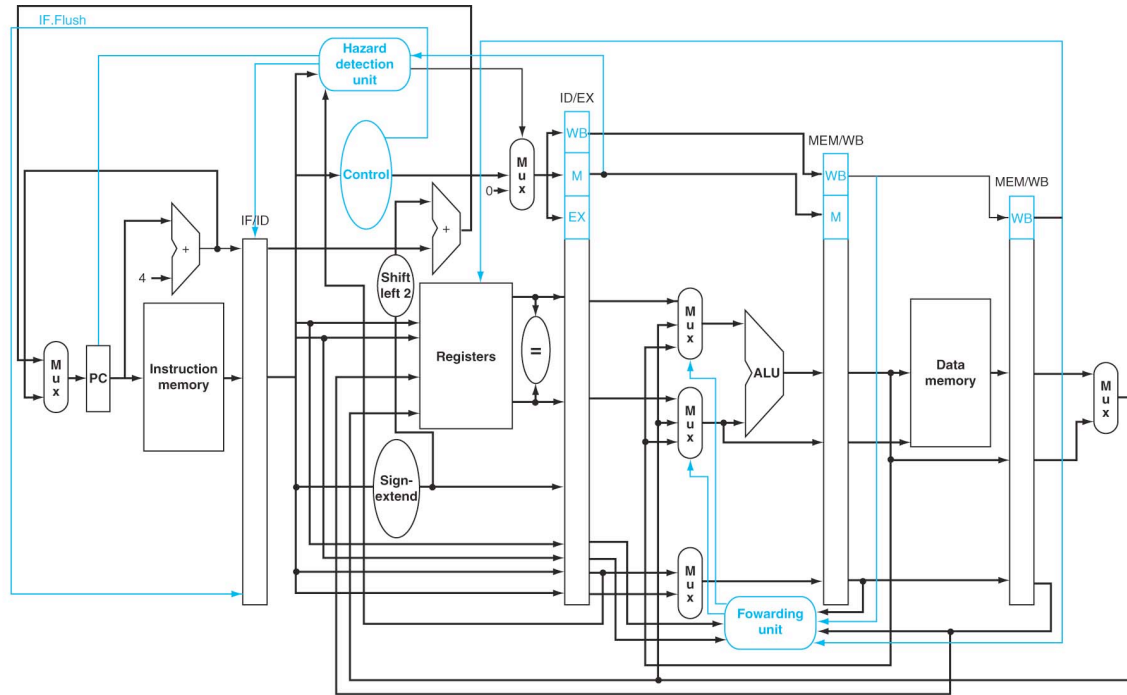 IF.Flush
Hazard
detection
unit
ID/EX
WB
MEM/WB
Control
M
u
x
M
WB
MEM/WB
0
IF/ID
+
EX
M
WB
+
4
Shift
left 2
M
u
x
M
u
x
PC
Instruction
memory
Registers
=
ALU
Data
memory
M
u
x
M
u
x
Sign-
extend
M
u
x
Fowarding
unit